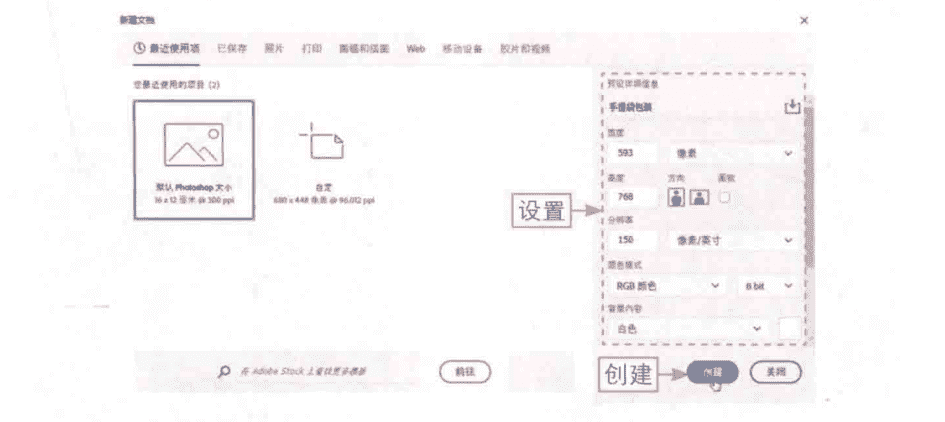 新建文档
最近使用项 已保存 照片 打印 图稿和插图 Web 移动设备 胶片和视频
您最近使用的项目 (2)
默认 Photoshop 大小
16 x 12 厘米 @ 300 ppi
自定
680 x 448 像素 @ 96.012 ppi
预设详细信息
手提袋包装
宽度
593 像素
高度 方向 画板
768
分辨率
150 像素/英寸
颜色模式
RGB 颜色 8 bit
背景内容
白色
设置
在 Adobe Stock 上查找更多模板
前往
创建
创建
关闭